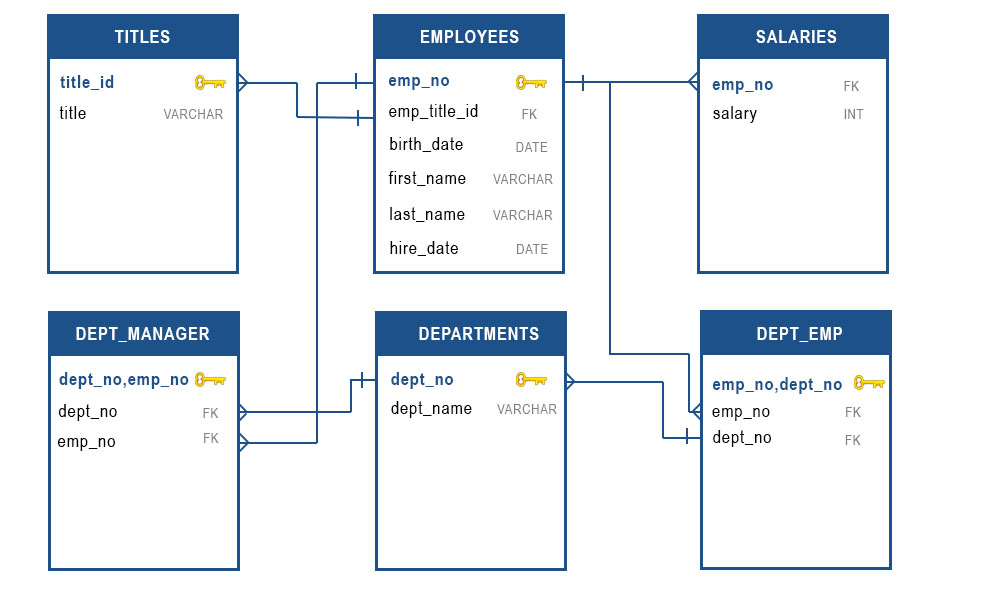 TITLES
title_id
title VARCHAR
EMPLOYEES
emp_no
emp_title_id FK
birth_date DATE
first_name VARCHAR
last_name VARCHAR
hire_date DATE
SALARIES
emp_no FK
salary INT
DEPT_MANAGER
dept_no,emp_no
dept_no FK
emp_no FK
DEPARTMENTS
dept_no
dept_name VARCHAR
DEPT_EMP
emp_no,dept_no
emp_no FK
dept_no FK